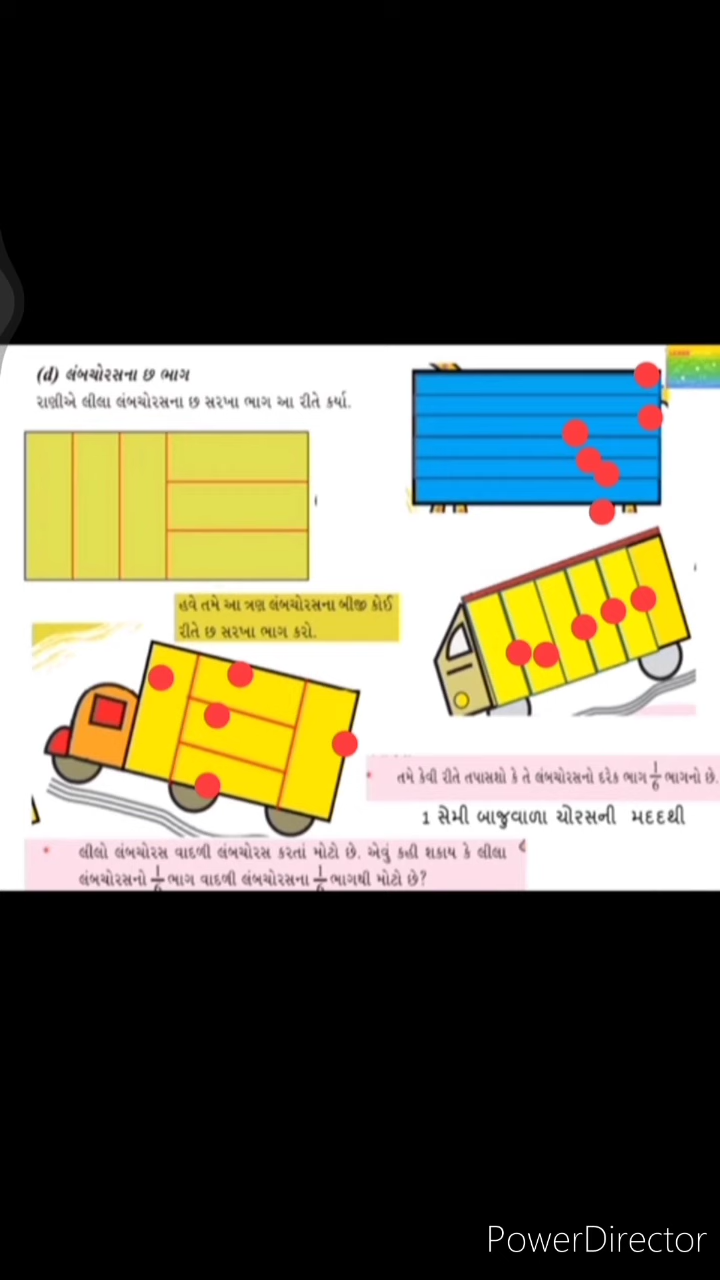 (d) લંબચોરસના છ ભાગ
રાણીએ લીલા લંબચોરસના છ સરખા ભાગ આ રીતે કર્યા.
હવે તમે આ ત્રણ લંબચોરસના બીજી કોઈ
રીતે છ સરખા ભાગ કરો.
* તમે કેવી રીતે તપાસશો કે તે લંબચોરસનો દરેક ભાગ 1/6 ભાગનો છે.
1 સેમી બાજુવાળા ચોરસની મદદથી
* લીલો લંબચોરસ વાદળી લંબચોરસ કરતાં મોટો છે. એવું કહી શકાય કે લીલા
લંબચોરસનો 1/6 ભાગ વાદળી લંબચોરસના 1/6 ભાગથી મોટો છે?
PowerDirector